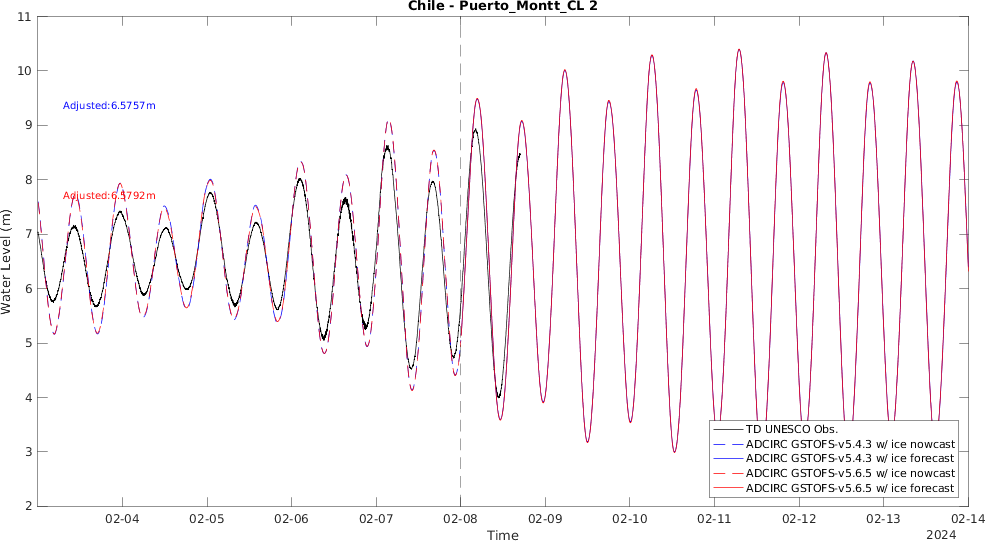 Chile - Puerto_Montt_CL 2
11
10
9
8
7
6
5
4
3
2
Water Level (m)
Adjusted:6.5757m
Adjusted:6.5792m
TD UNESCO Obs.
ADCIRC GSTOFS-v5.4.3 w/ ice nowcast
ADCIRC GSTOFS-v5.4.3 w/ ice forecast
ADCIRC GSTOFS-v5.6.5 w/ ice nowcast
ADCIRC GSTOFS-v5.6.5 w/ ice forecast
02-04 02-05 02-06 02-07 02-08 02-09 02-10 02-11 02-12 02-13 02-14
Time
2024